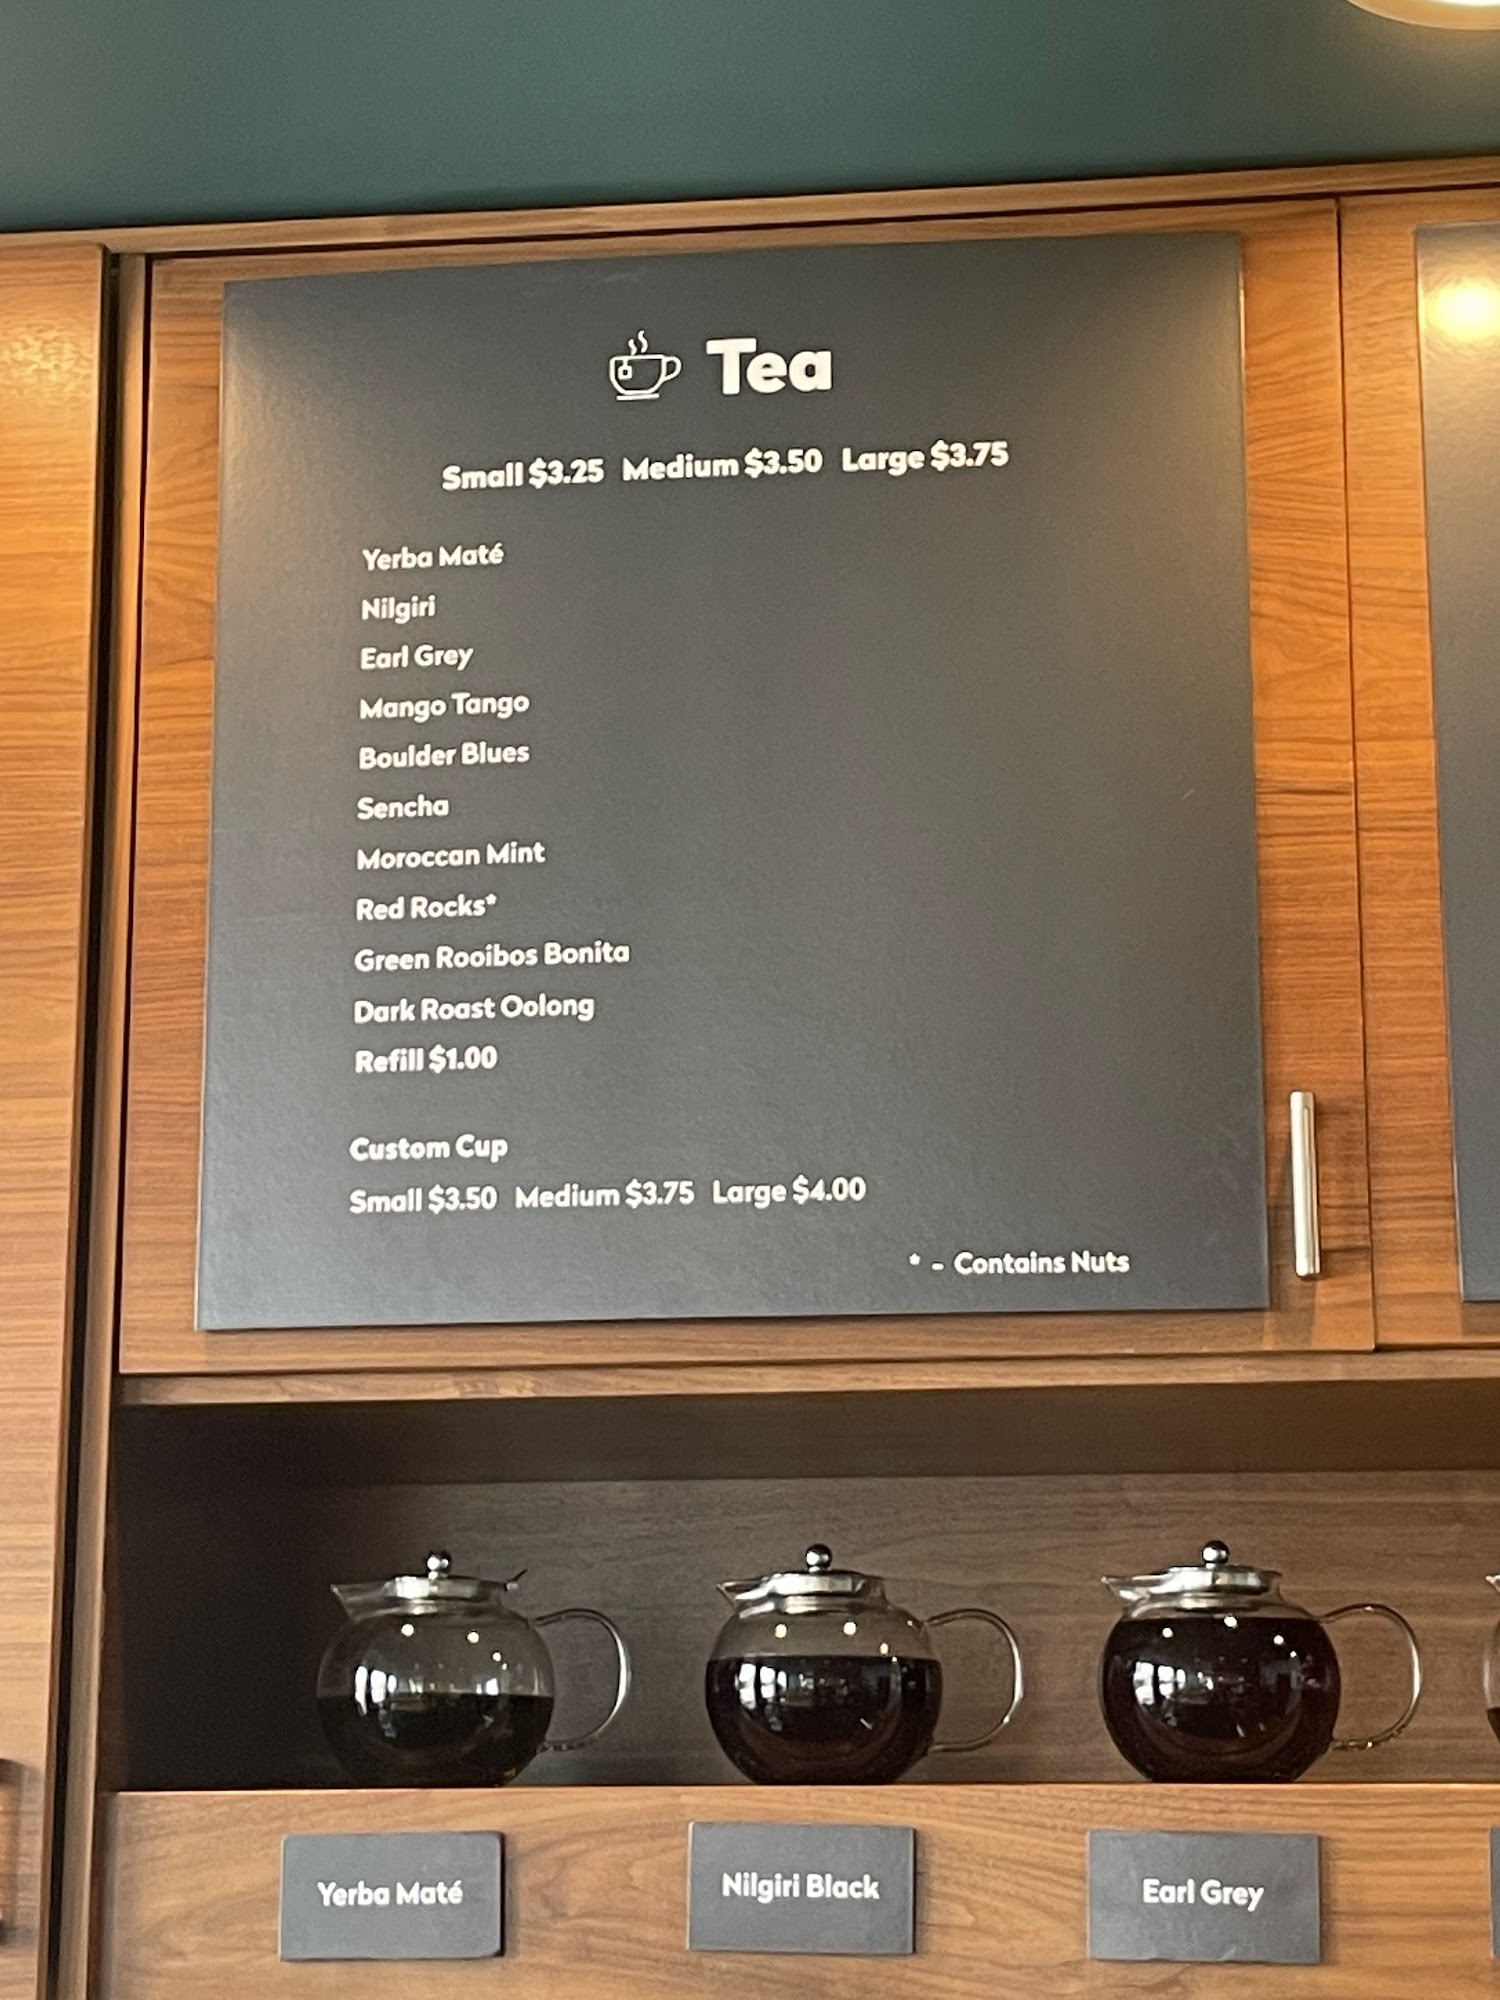 Tea
Small $3.25 Medium $3.50 Large $3.75
Yerba Maté
Nilgiri
Earl Grey
Mango Tango
Boulder Blues
Sencha
Moroccan Mint
Red Rocks*
Green Rooibos Bonita
Dark Roast Oolong
Refill $1.00
Custom Cup
Small $3.50 Medium $3.75 Large $4.00
* - Contains Nuts
Yerba Maté
Nilgiri Black
Earl Grey